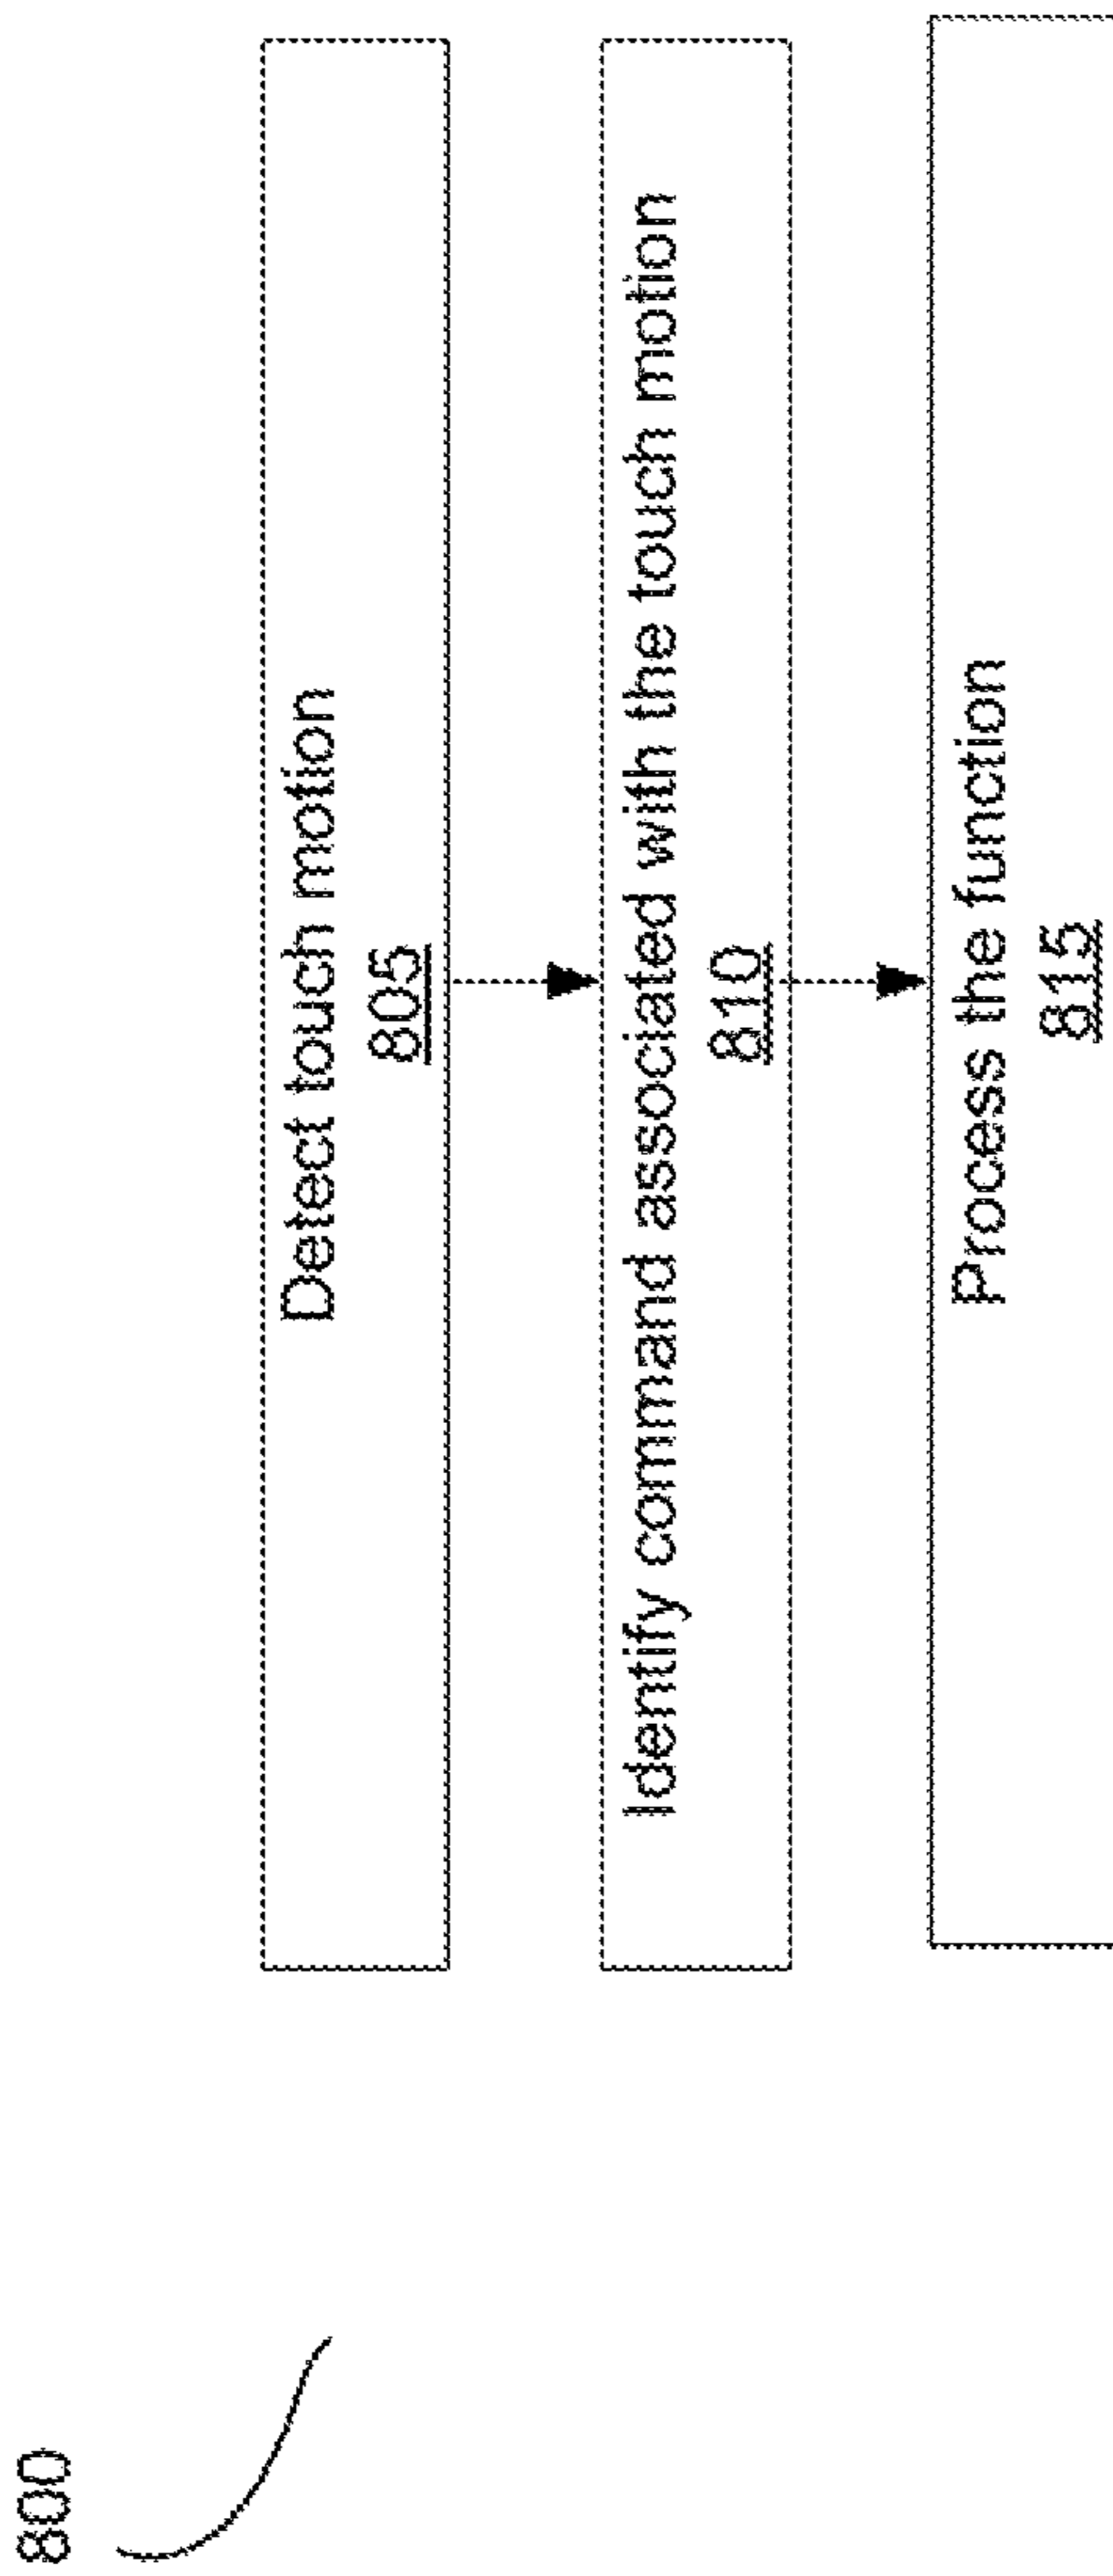 800
Detect touch motion
805
Identify command associated with the touch motion
810
Process the function
815